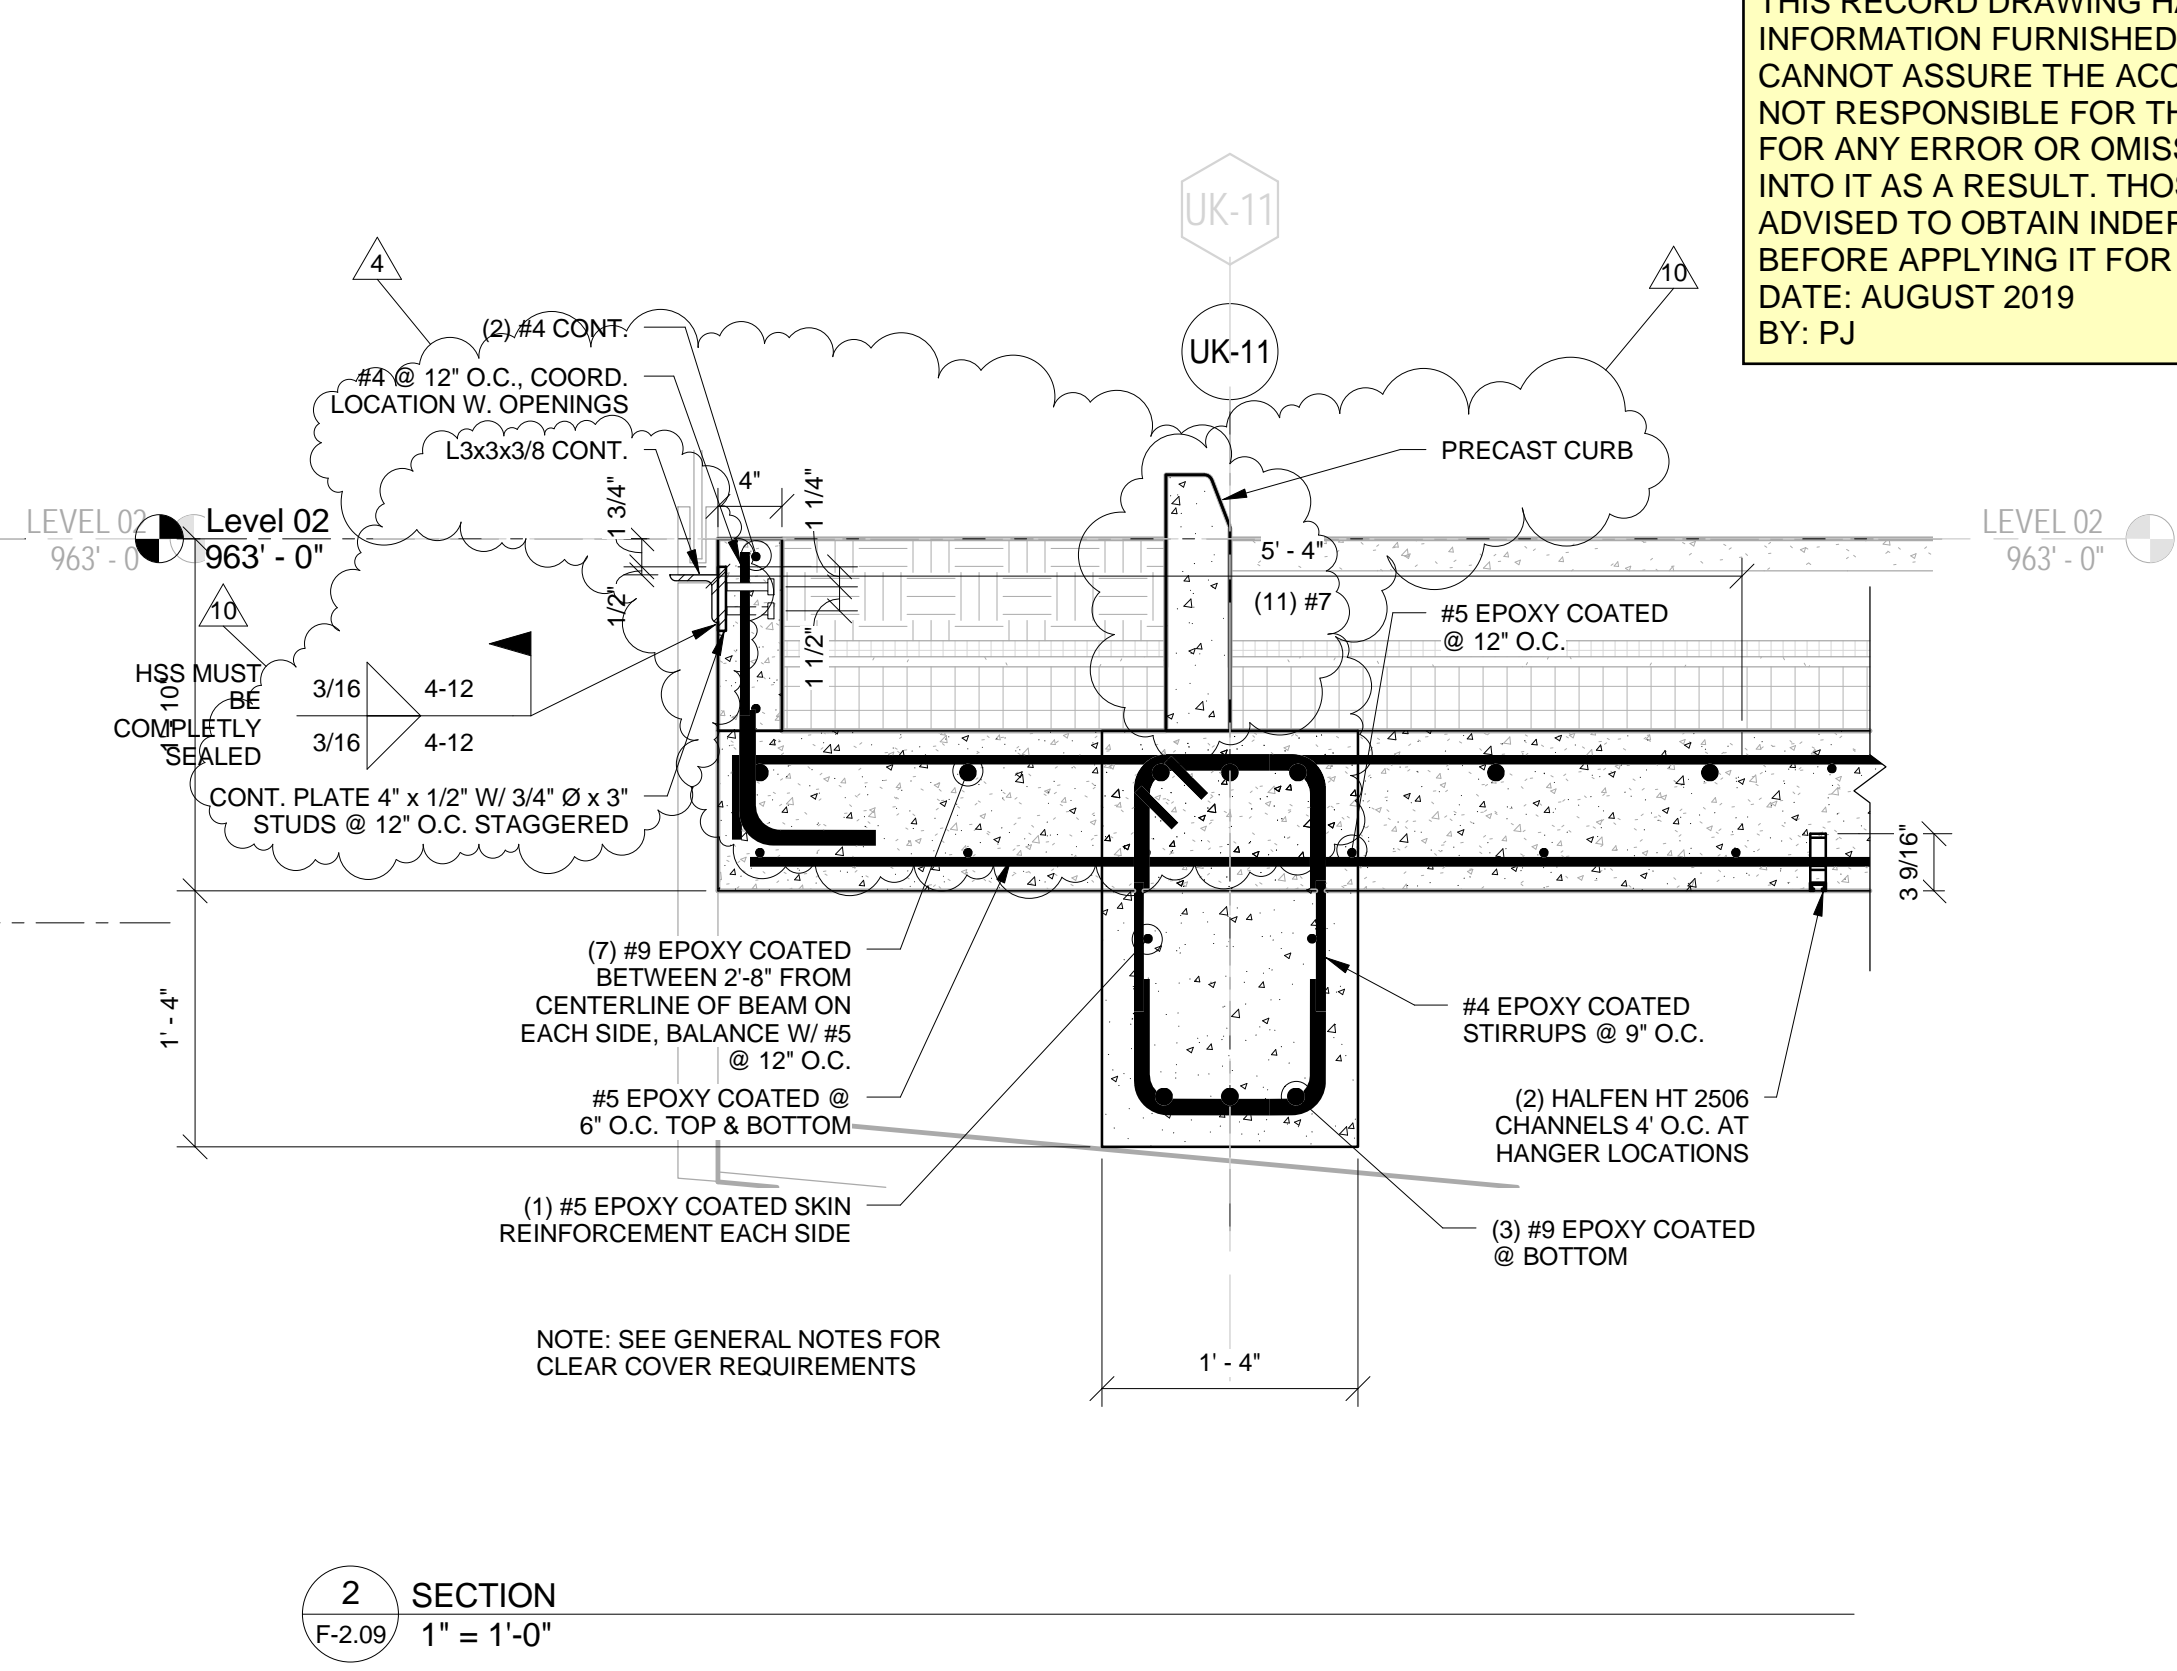 THIS RECORD DRAWING
INFORMATION FURNISHED
CANNOT ASSURE THE
NOT RESPONSIBLE FOR
FOR ANY ERROR OR
INTO IT AS A RESULT.
ADVISED TO OBTAIN
BEFORE APPLYING IT FOR
DATE: AUGUST 2019
BY: PJ
UK-11
4
10
(2) #4 CONT.
UK-11
#4 @ 12" O.C., COORD.
LOCATION W. OPENINGS
L3x3x3/8 CONT.
PRECAST CURB
4"
1 3/4"
1 1/4"
LEVEL 02
963' - 0"
Level 02
963' - 0"
5' - 4"
LEVEL 02
963' - 0"
1/2"
10
(11) #7
#5 EPOXY COATED
@ 12" O.C.
1 1/2"
HSS MUST
BE
COMPLETLY
SEALED
3/16
4-12
3/16
4-12
CONT. PLATE 4" x 1/2" W/ 3/4" Ø x 3"
STUDS @ 12" O.C. STAGGERED
3 9/16"
(7) #9 EPOXY COATED
BETWEEN 2'-8" FROM
CENTERLINE OF BEAM ON
EACH SIDE, BALANCE W/ #5
@ 12" O.C.
1' - 4"
#4 EPOXY COATED
STIRRUPS @ 9" O.C.
#5 EPOXY COATED @
6" O.C. TOP & BOTTOM
(2) HALFEN HT 2506
CHANNELS 4' O.C. AT
HANGER LOCATIONS
(1) #5 EPOXY COATED SKIN
REINFORCEMENT EACH SIDE
(3) #9 EPOXY COATED
@ BOTTOM
NOTE: SEE GENERAL NOTES FOR
CLEAR COVER REQUIREMENTS
1' - 4"
2
SECTION
F-2.09
1" = 1'-0"